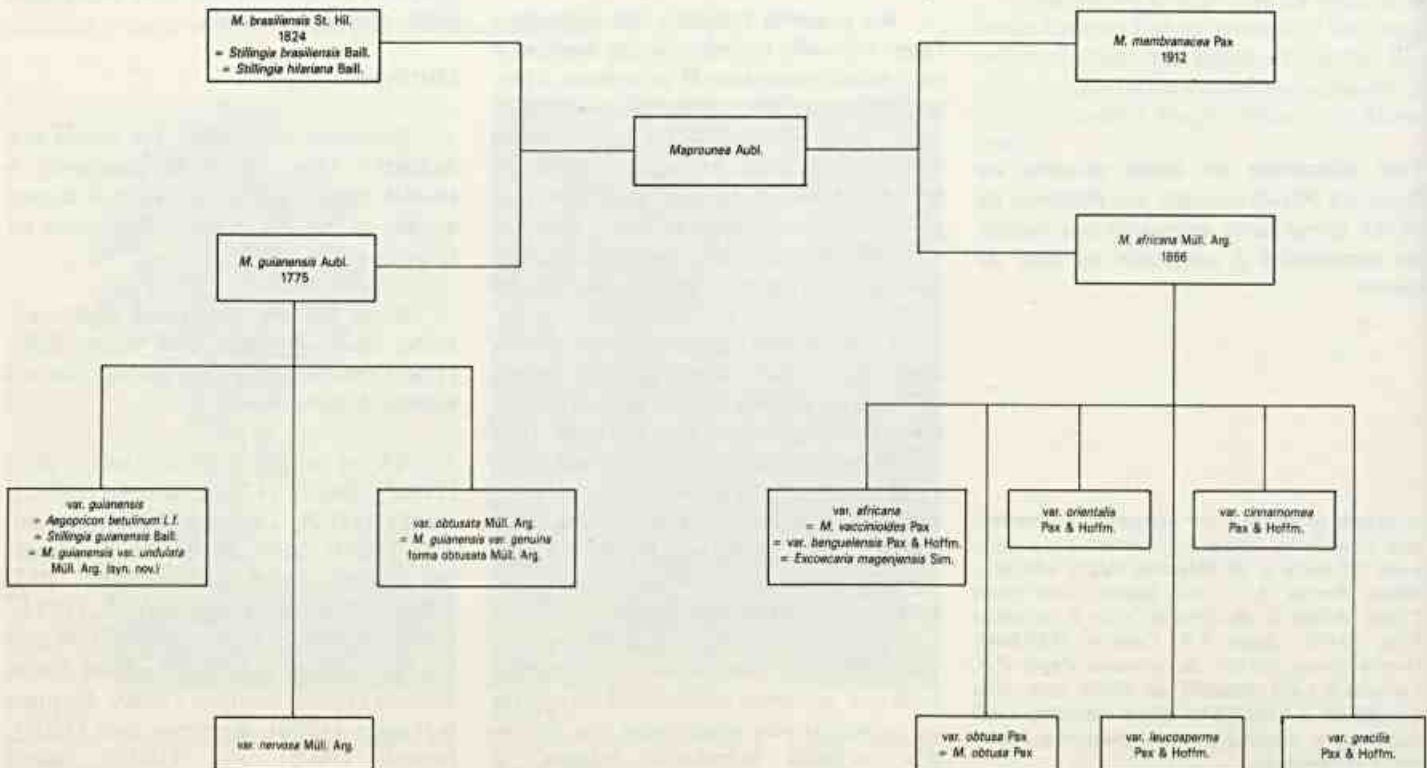 M. brasiliensis St. Hil.
1824
= Stillingia brasiliensis Baill.
= Stillingia hilariana Baill.
M. mambranacea Pax
1912
Maprounea Aubl.
M. guianensis Aubl.
1775
M. africana Müll. Arg.
1866
var. guianensis
= Aegopricon betulinum L.f.
= Stillingia guianensis Baill.
= M. guianensis var. undulata
Müll. Arg. (syn. nov.)
var. obtusata Müll. Arg.
= M. guianensis var. genuina
forma obtusata Müll. Arg.
var. africana
= M. vaccinioides Pax
= var. benguelensis Pax & Hoffm.
= Excoecaria magenjensis Sim.
var. orientalis
Pax & Hoffm.
var. cinnamomea
Pax & Hoffm.
var. nervosa Müll. Arg.
var. obtusa Pax
= M. obtusa Pax
var. leucosperma
Pax & Hoffm.
var. gracilis
Pax & Hoffm.